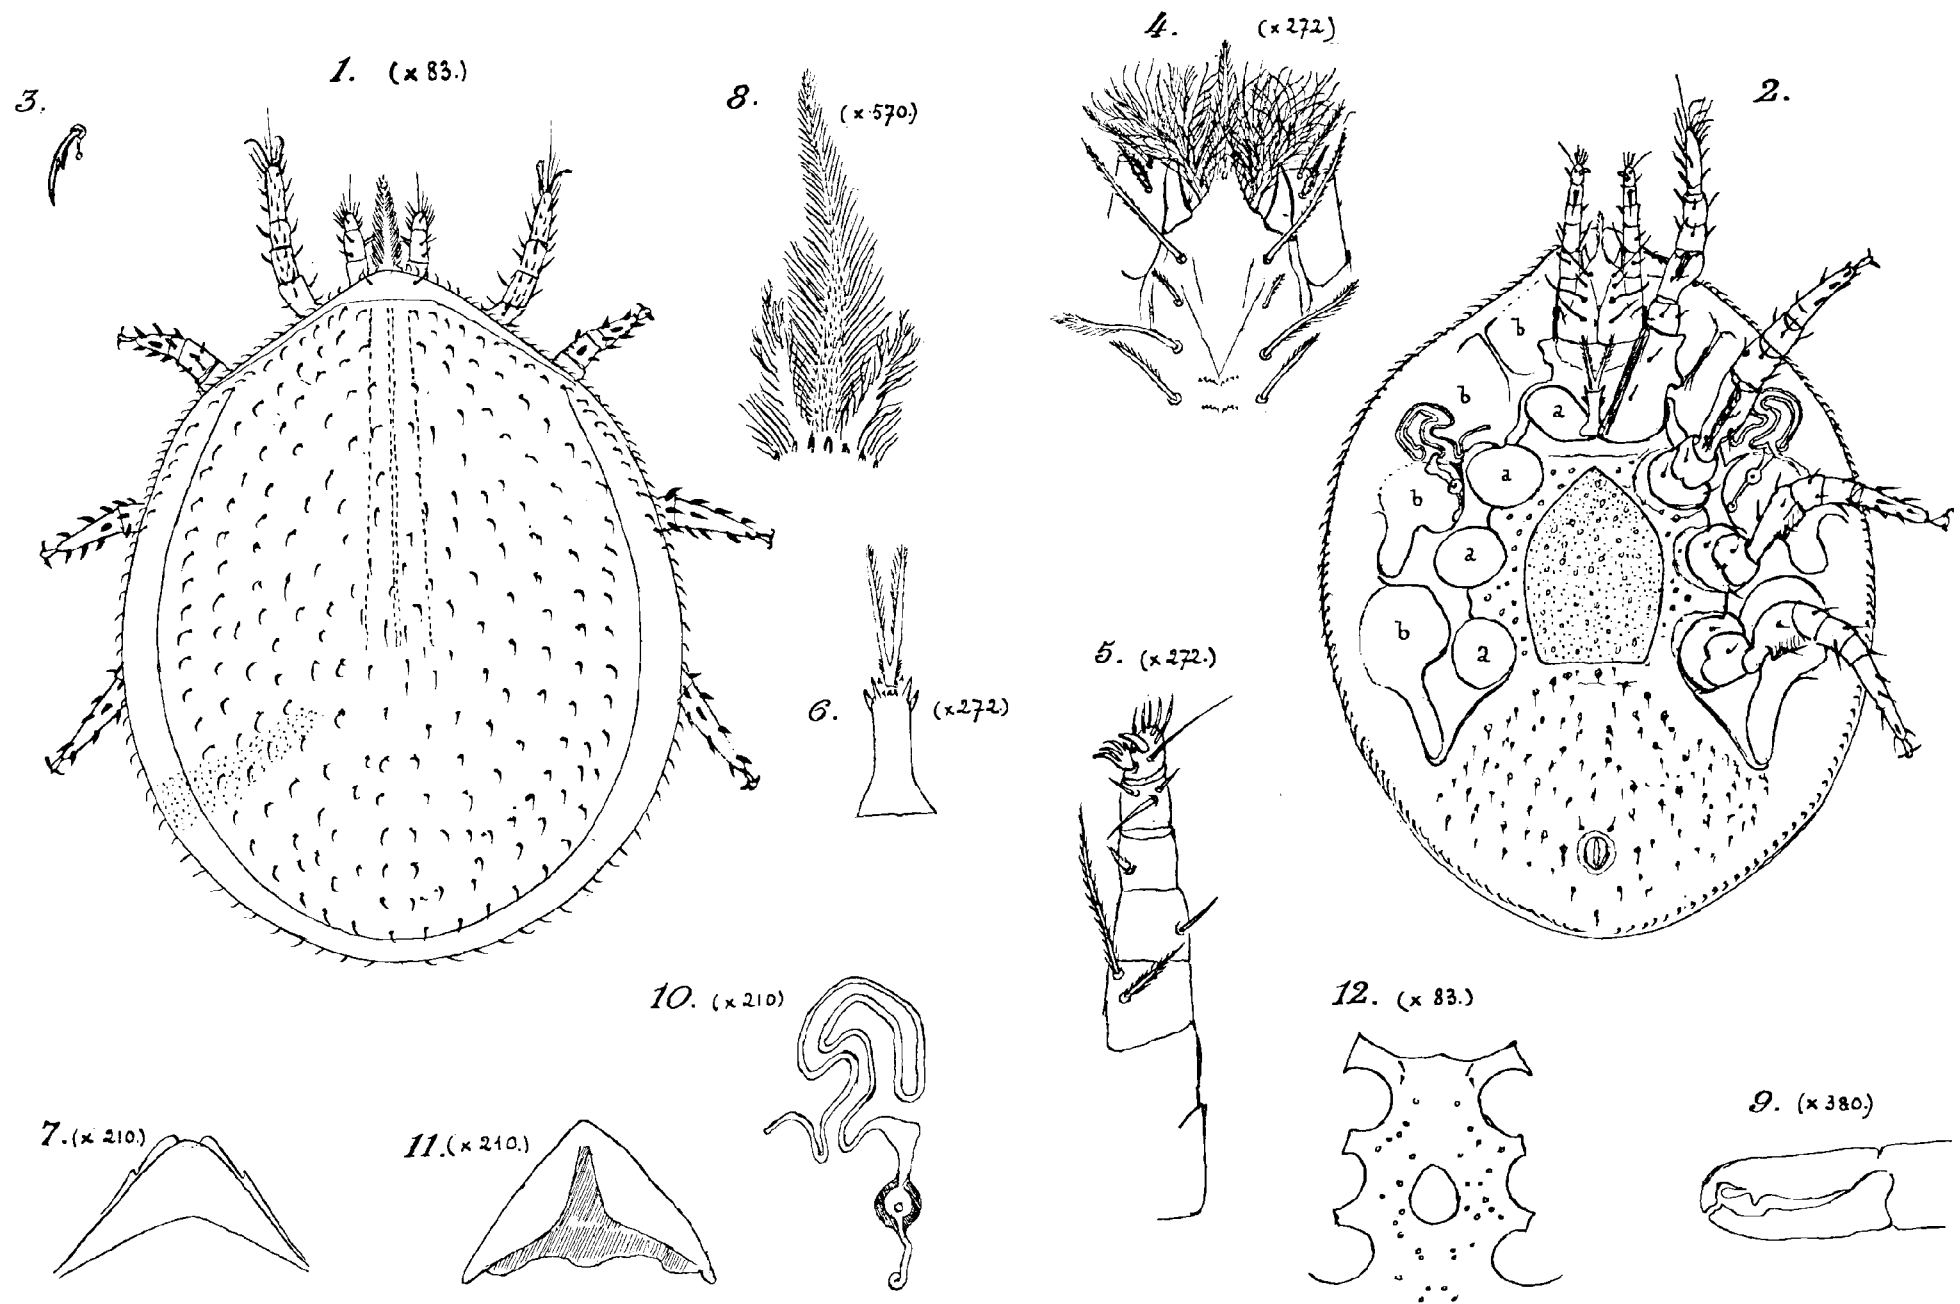 1. (x 83.)
3.
8. (x 570.)
4. (x 272)
2.
b
b
a
a
b
a
b
a
5. (x 272.)
6. (x 272.)
10. (x 210)
12. (x 83.)
7. (x 210.)
11. (x 210.)
9. (x 380.)